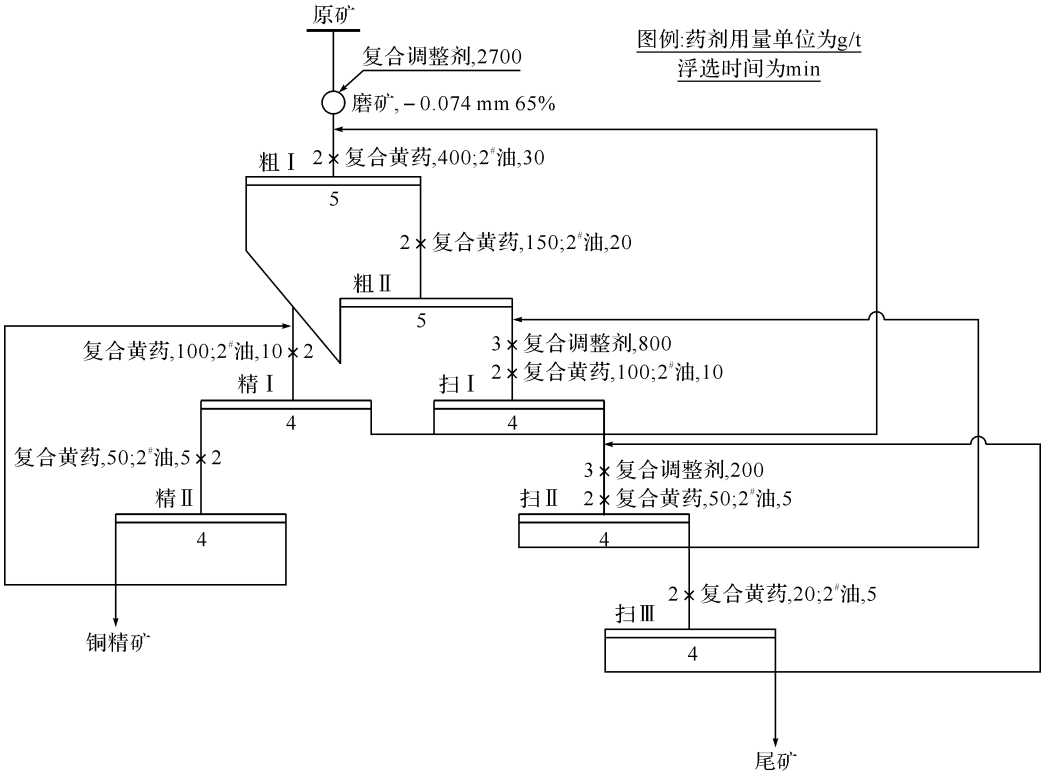 原矿
图例:药剂用量单位为g/t
浮选时间为min
复合调整剂,2700
磨矿,-0.074 mm 65%
粗Ⅰ
2 复合黄药,400;2#油,30
5
2 复合黄药,150;2#油,20
粗Ⅱ
5
复合黄药,100;2#油,10 2
3 复合调整剂,800
2 复合黄药,100;2#油,10
精Ⅰ
扫Ⅰ
4
4
复合黄药,50;2#油,5 2
3 复合调整剂,200
2 复合黄药,50;2#油,5
精Ⅱ
扫Ⅱ
4
4
2 复合黄药,20;2#油,5
扫Ⅲ
4
铜精矿
尾矿